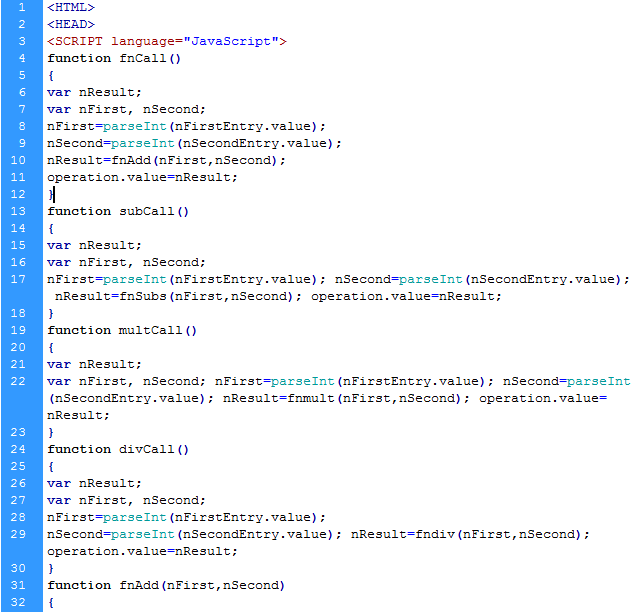 1 <HTML>
2 <HEAD>
3 <SCRIPT language="JavaScript">
4 function fnCall()
5 {
6 var nResult;
7 var nFirst, nSecond;
8 nFirst=parseInt(nFirstEntry.value);
9 nSecond=parseInt(nSecondEntry.value);
10 nResult=fnAdd(nFirst,nSecond);
11 operation.value=nResult;
12 }
13 function subCall()
14 {
15 var nResult;
16 var nFirst, nSecond;
17 nFirst=parseInt(nFirstEntry.value); nSecond=parseInt(nSecondEntry.value);
nResult=fnSubs(nFirst,nSecond); operation.value=nResult;
18 }
19 function multCall()
20 {
21 var nResult;
22 var nFirst, nSecond; nFirst=parseInt(nFirstEntry.value); nSecond=parseInt
(nSecondEntry.value); nResult=fnmult(nFirst,nSecond); operation.value=
nResult;
23 }
24 function divCall()
25 {
26 var nResult;
27 var nFirst, nSecond;
28 nFirst=parseInt(nFirstEntry.value);
29 nSecond=parseInt(nSecondEntry.value); nResult=fndiv(nFirst,nSecond);
operation.value=nResult;
30 }
31 function fnAdd(nFirst,nSecond)
32 {